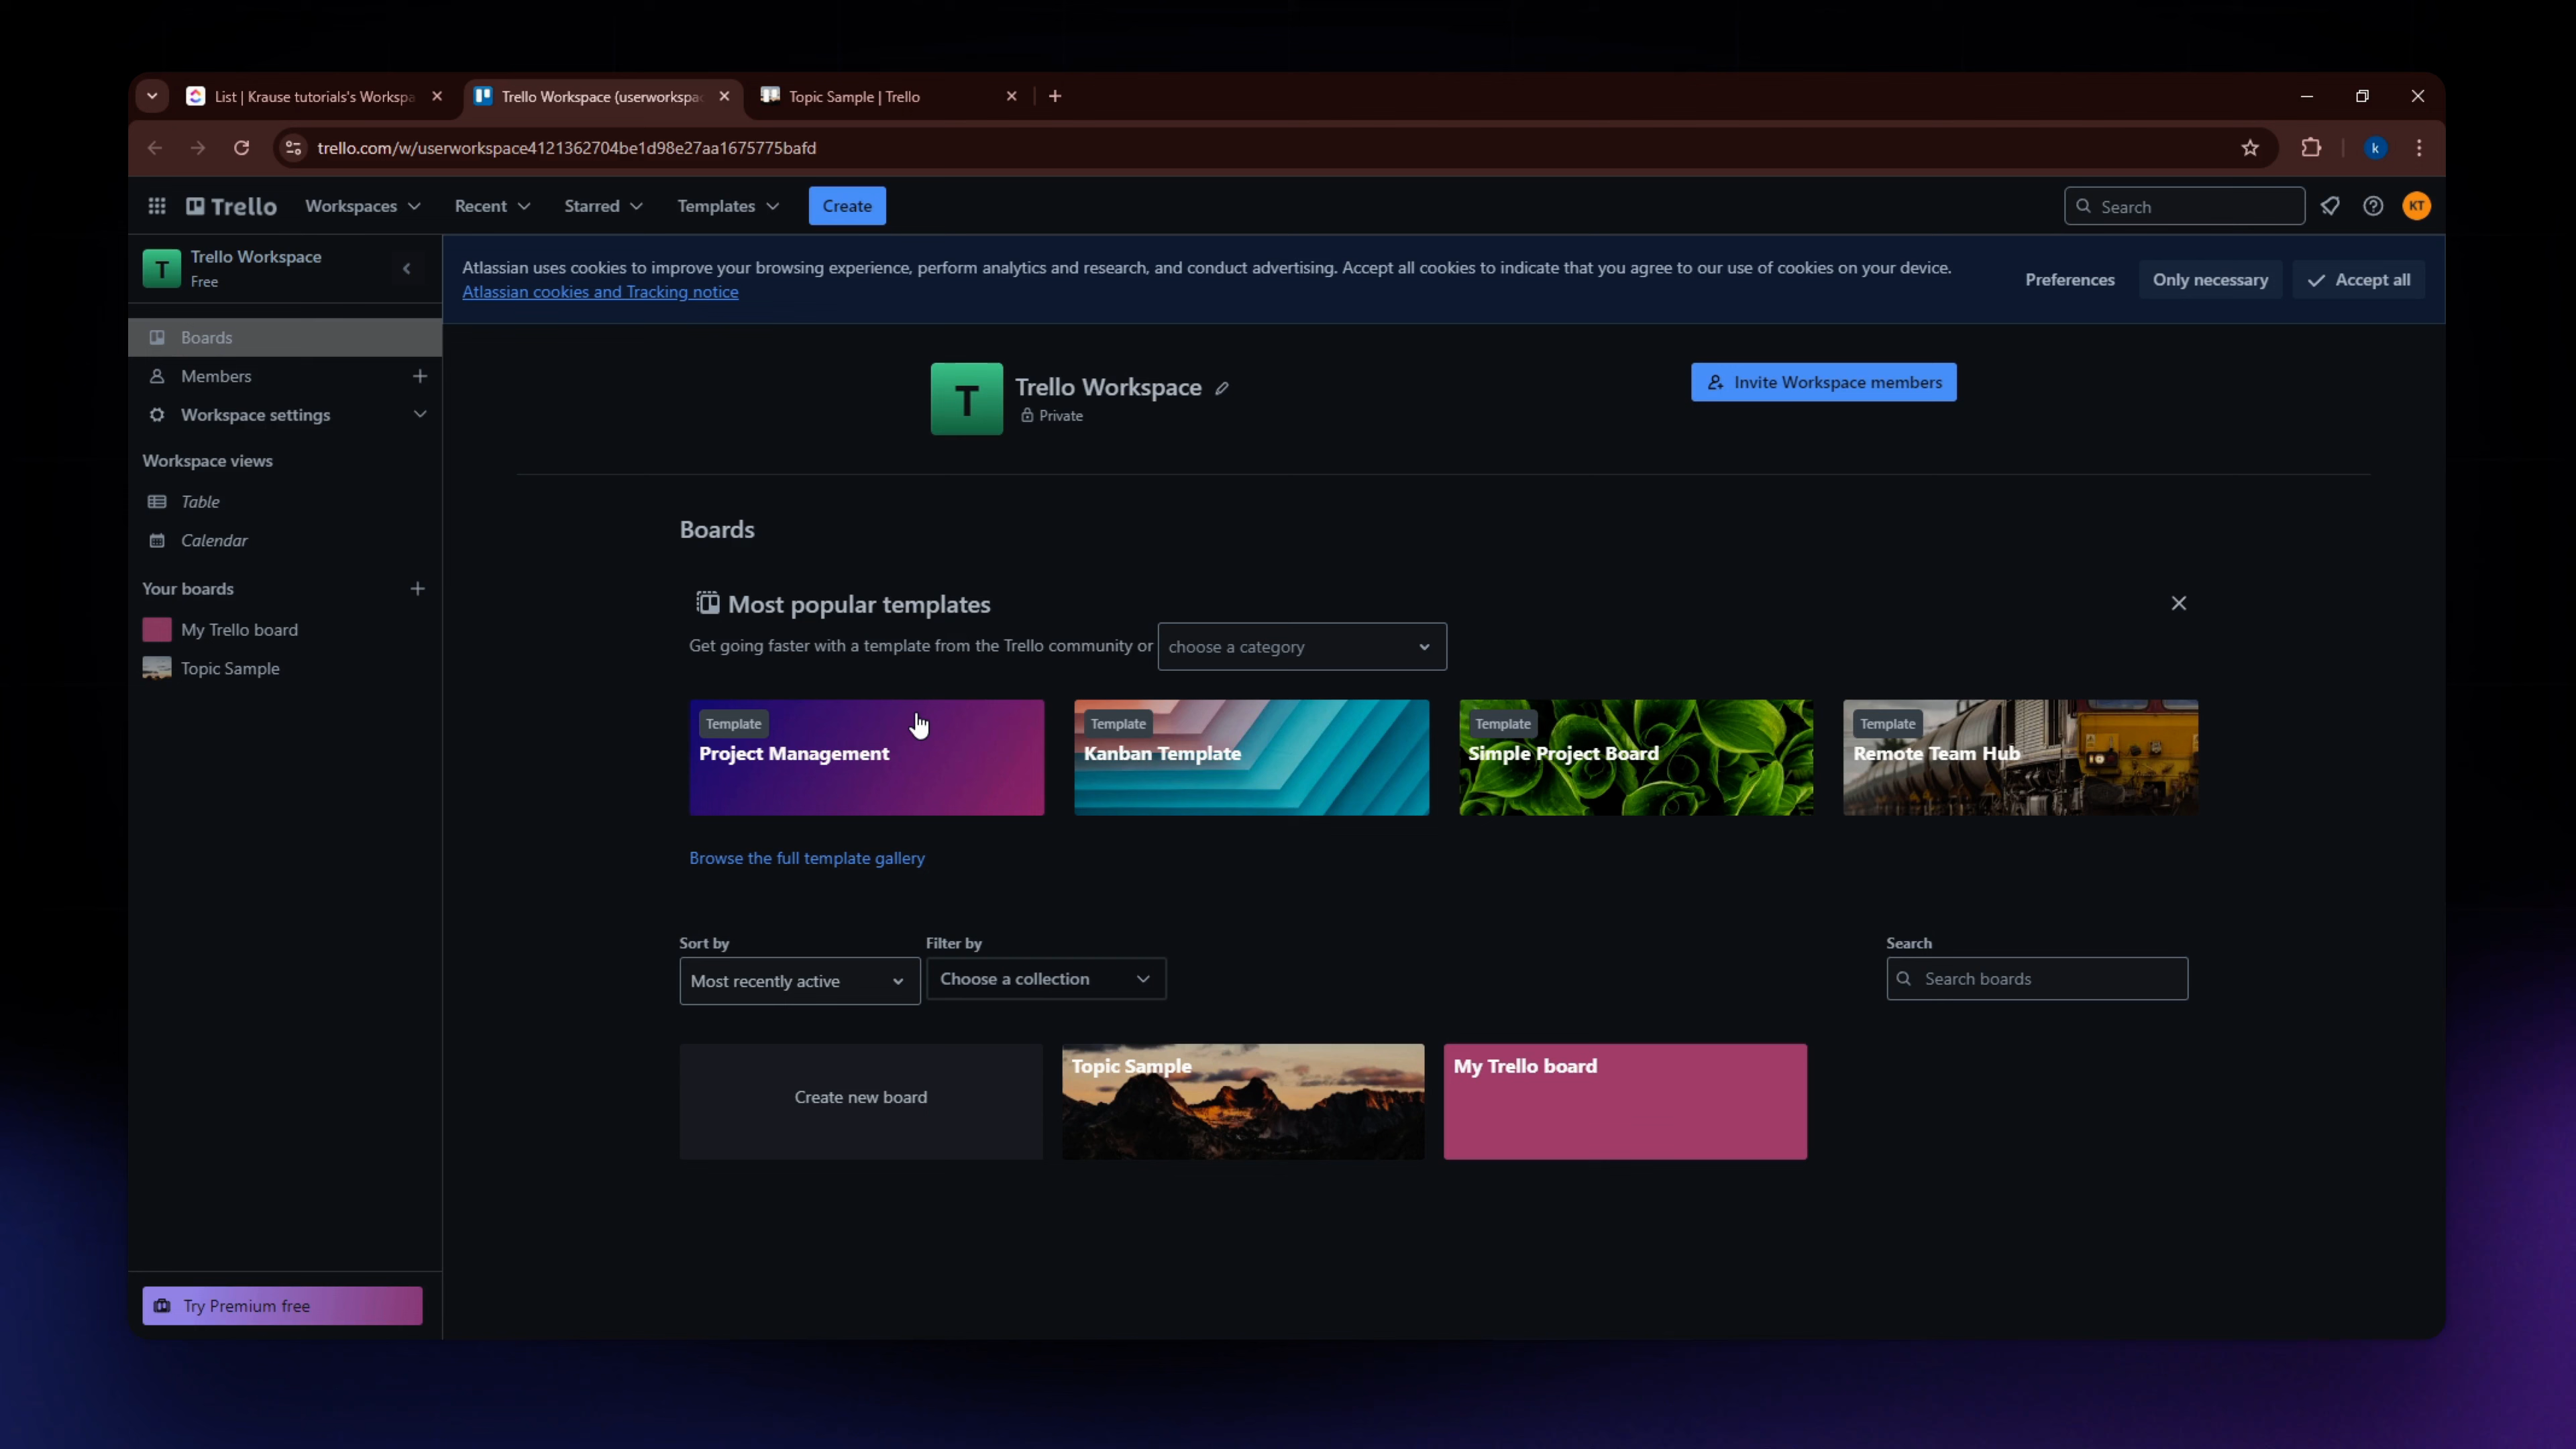 List | Krause tutorials's Workspa
Trello Workspace (userworkspac
Topic Sample | Trello
trello.com/w/userworkspace4121362704be1d98e27aa1675775bafd
k
Trello
Workspaces
Recent
Starred
Templates
Create
Search
KT
T
Trello Workspace
Free
Atlassian uses cookies to improve your browsing experience, perform analytics and research, and conduct advertising. Accept all cookies to indicate that you agree to our use of cookies on your device.
Atlassian cookies and Tracking notice
Preferences
Only necessary
Accept all
Boards
Members
Workspace settings
Workspace views
Table
Calendar
Your boards
My Trello board
Topic Sample
Try Premium free
T
Trello Workspace
Private
Invite Workspace members
Boards
Most popular templates
Get going faster with a template from the Trello community or
choose a category
Template
Project Management
Template
Kanban Template
Template
Simple Project Board
Template
Remote Team Hub
Browse the full template gallery
Sort by
Most recently active
Filter by
Choose a collection
Search
Search boards
Create new board
Topic Sample
My Trello board